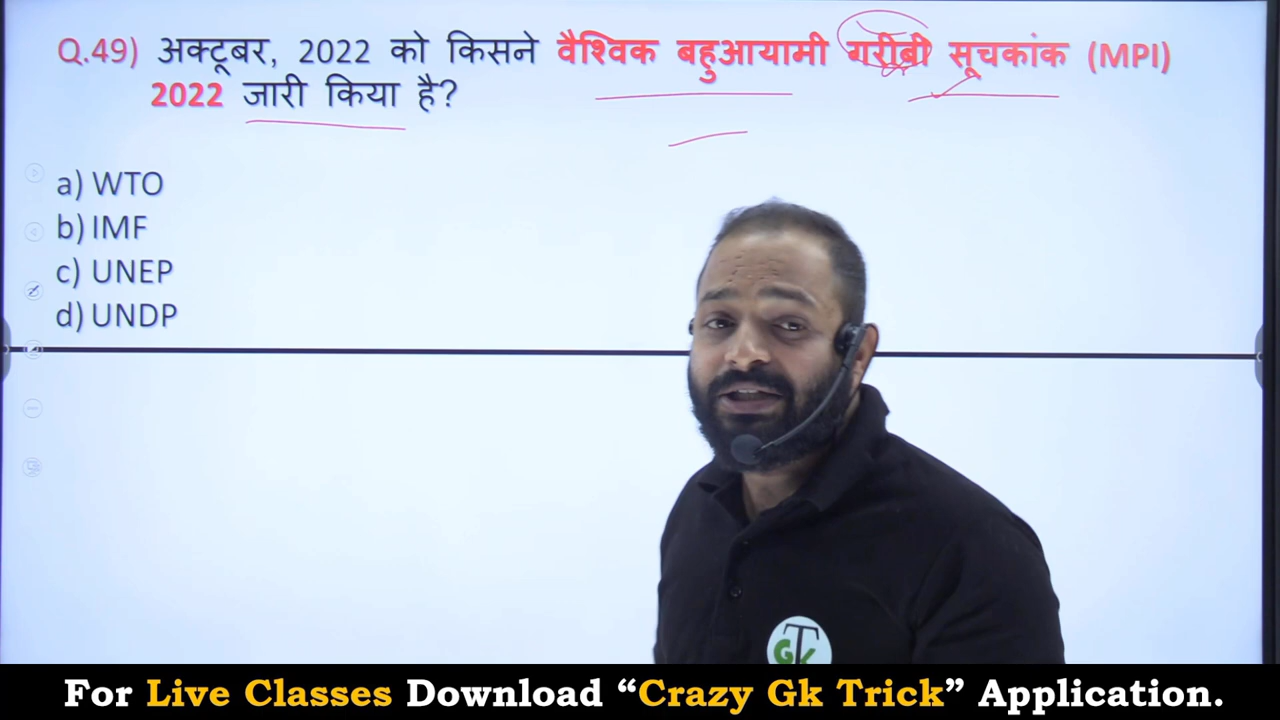 Q.49) अक्टूबर, 2022 को किसने वैश्विक बहुआयामी गरीबी सूचकांक (MPI)
2022 जारी किया है?
a) WTO
b) IMF
c) UNEP
d) UNDP
GTK
For Live Classes Download “Crazy Gk Trick” Application.